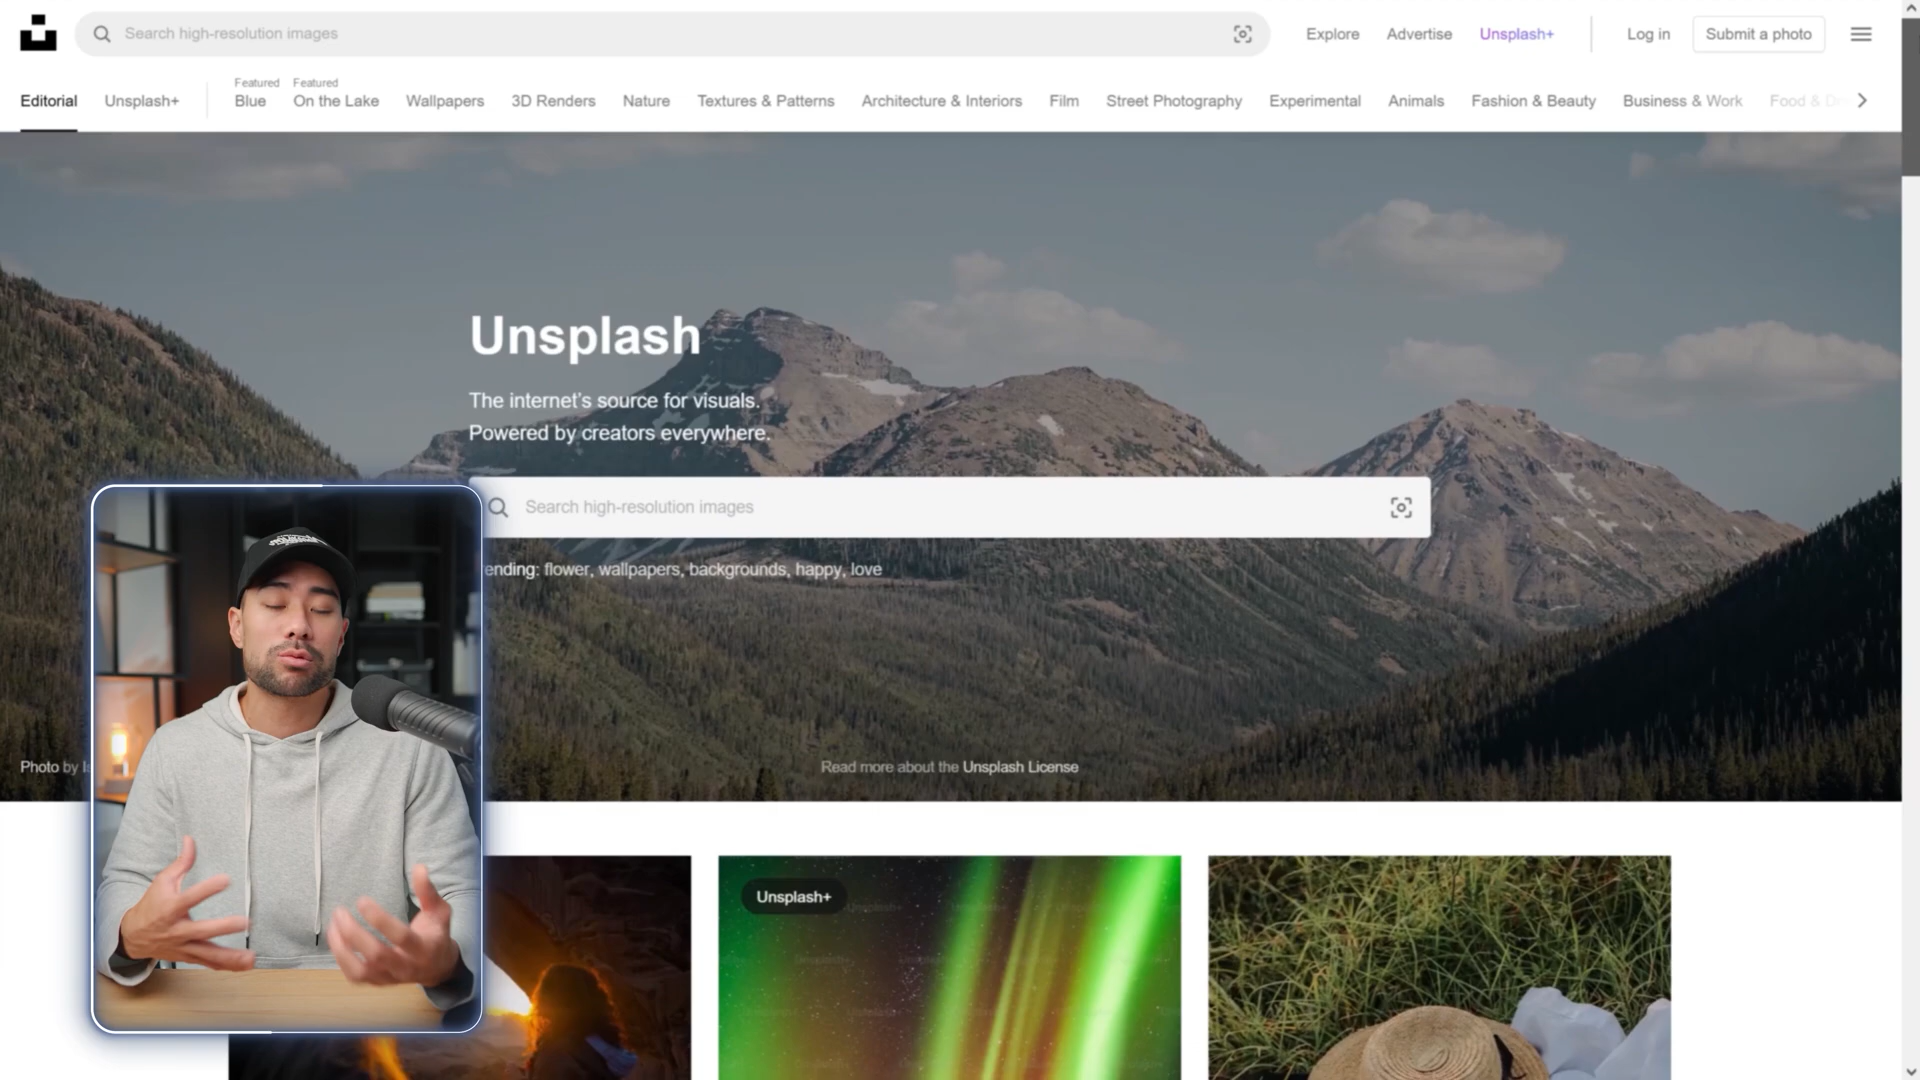 Search high-resolution images
Explore
Advertise
Unsplash+
Log in
Submit a photo
Editorial
Unsplash+
Featured
Blue
Featured
On the Lake
Wallpapers
3D Renders
Nature
Textures & Patterns
Architecture & Interiors
Film
Street Photography
Experimental
Animals
Fashion & Beauty
Business & Work
Food &
Unsplash
The internet's source for visuals.
Powered by creators everywhere.
Search high-resolution images
ending: flower, wallpapers, backgrounds, happy, love
Photo by
Read more about the Unsplash License
Unsplash+